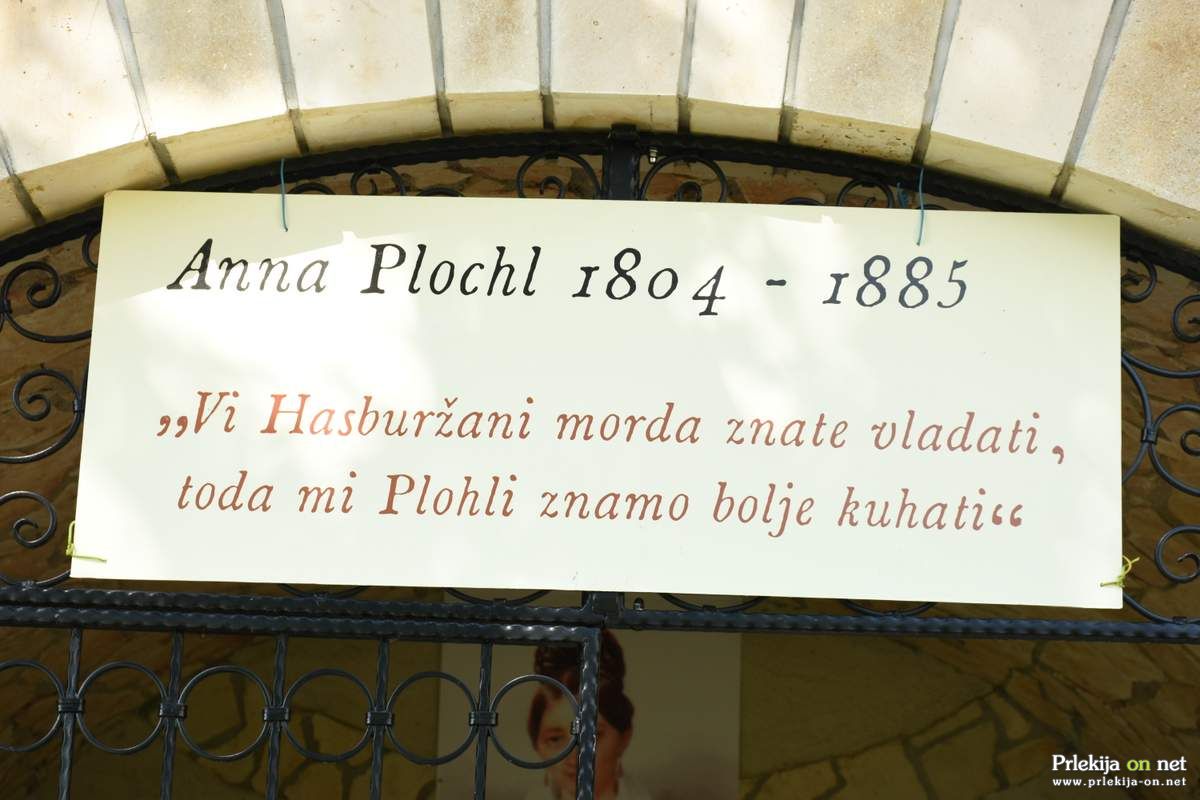 Anna Plochl 1804 - 1885
„Vi Hasburžani morda znate vladati,
toda mi Plohli znamo bolje kuhati“
Prlekija on net
www.prlekija-on.net